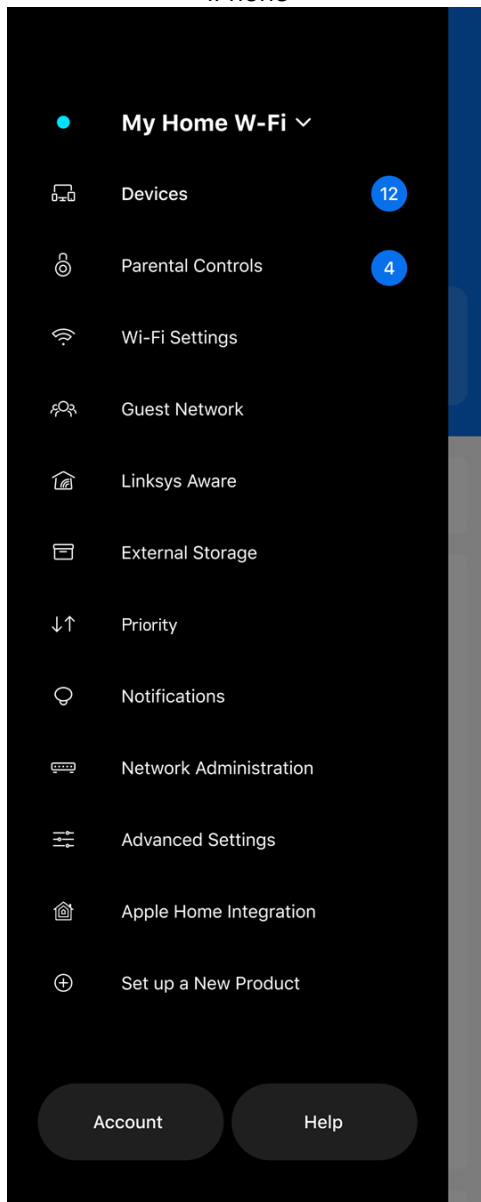 My Home W-Fi
Devices 12
Parental Controls 4
Wi-Fi Settings
Guest Network
Linksys Aware
External Storage
Priority
Notifications
Network Administration
Advanced Settings
Apple Home Integration
Set up a New Product
Account Help